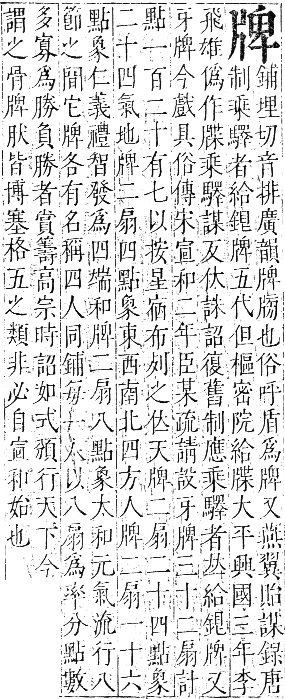 牌
鋪埋切音排廣韻牌牓也俗呼盾爲牌又燕翼貽謀錄唐
制乘驛者給銀牌五代但樞密院給牒大平興國三年李
飛雄僞作牒乘驛謀反伏誅詔復舊制應乘驛者𠀤給銀牌又
牙牌今戲具俗傳宋宣和二年臣某疏請設牙牌三十二扇計
點一百二十有七以按星宿布列之位天牌二扇二十四點象
二十四氣地牌二扇四點象東西南北四方人牌二扇一十六
點象仁義禮智發爲四端和牌二扇八點象太和元氣流行八
節之閒它牌各有名稱四人同鋪每以八扇爲率分點數
多寡爲勝負勝者賞籌高宗時詔如式頒行天下今
謂之骨牌肰皆博塞格五之類非必自宣和始也